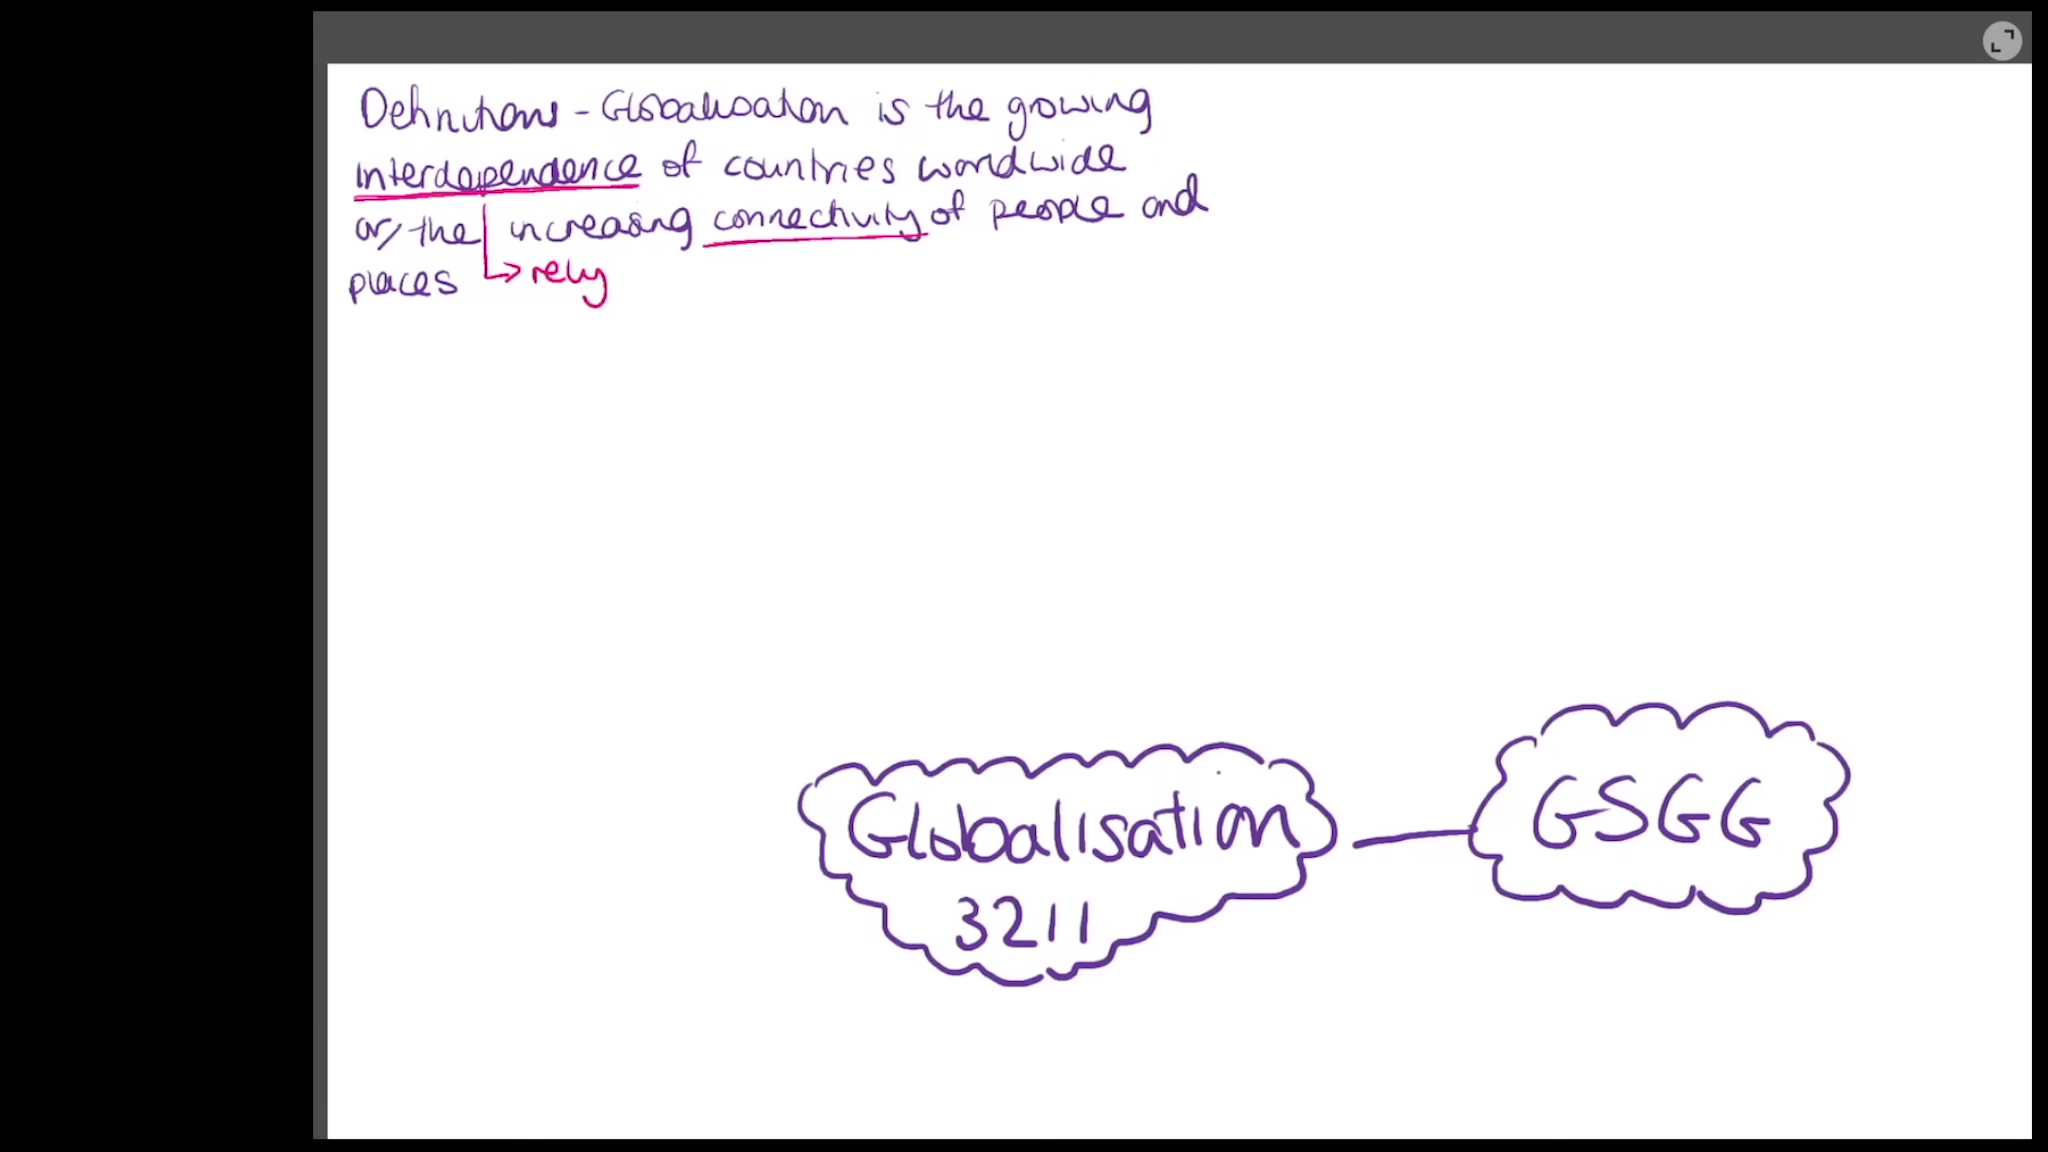 Definitions - Globalisation is the growing
interdependence of countries worldwide
or, the increasing connectivity of people and
places → rely
Globalisation
3211
GSGG